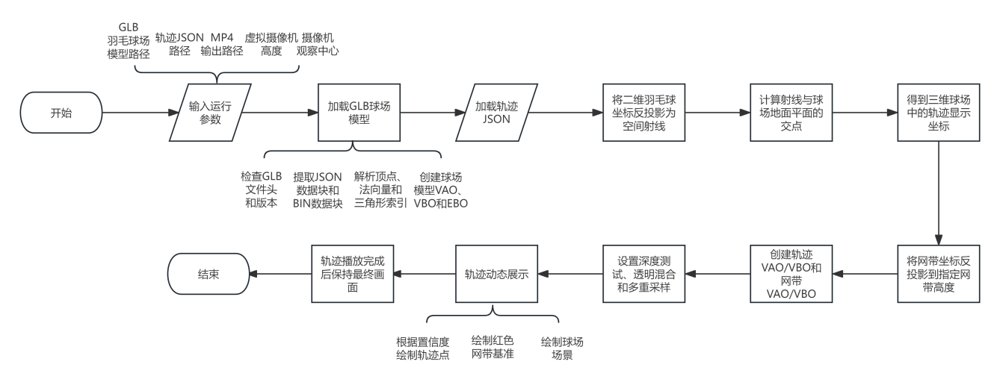 GLB
羽毛球场
模型路径
轨迹JSON
路径
MP4
输出路径
虚拟摄像机
高度
摄像机
观察中心
开始
输入运行
参数
加载GLB球场
模型
加载轨迹
JSON
将二维羽毛球
坐标反投影为
空间射线
计算射线与球
场地面平面的
交点
得到三维球场
中的轨迹显示
坐标
检查GLB
文件头
和版本
提取JSON
数据块和
BIN数据块
解析顶点、
法向量和
三角形索引
创建球场
模型VAO、
VBO和EBO
将网带坐标反
投影到指定网
带高度
创建轨迹
VAO/VBO和
网带
VAO/VBO
设置深度测
试、透明混合
和多重采样
轨迹动态展示
轨迹播放完成
后保持最终画
面
结束
根据置信度
绘制轨迹点
绘制红色
网带基准
绘制球场
场景